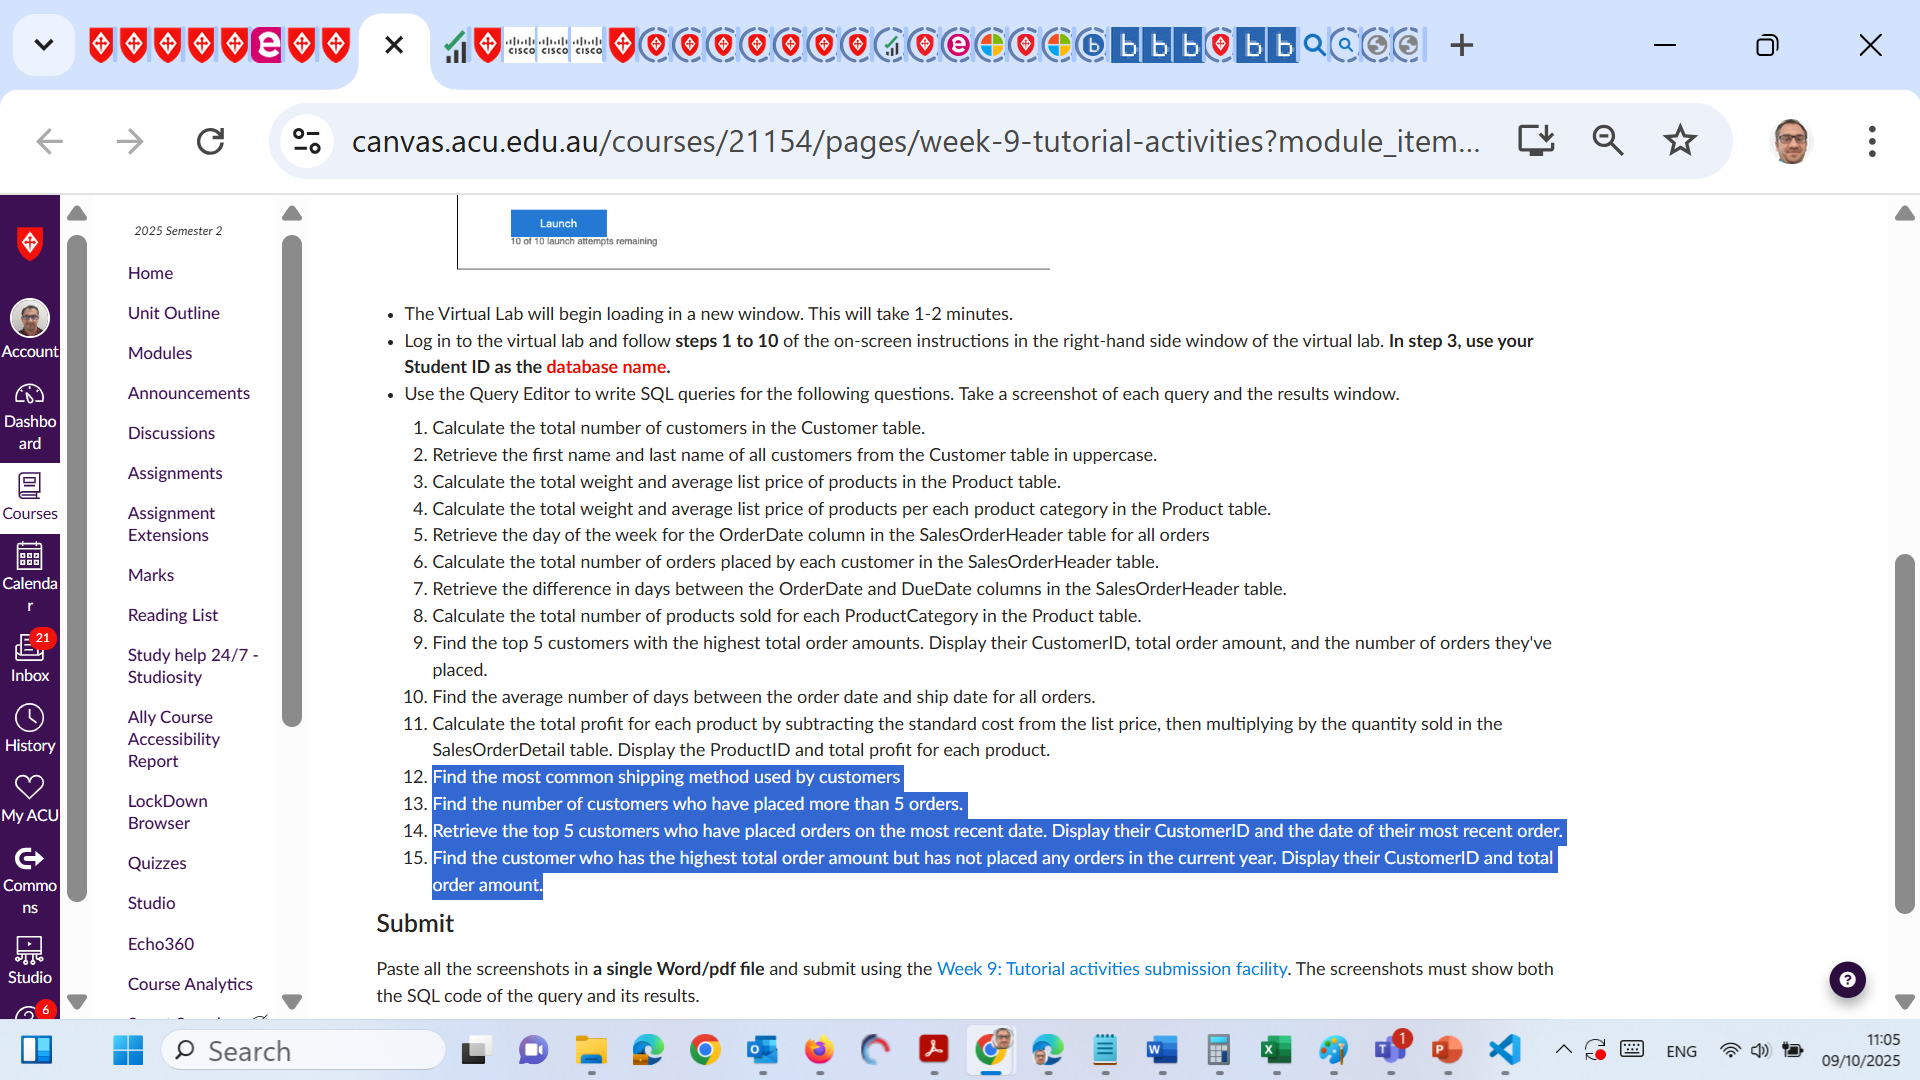 canvas.acu.edu.au/courses/21154/pages/week-9-tutorial-activities?module_item...
Account
Dashbo
ard
Courses
Calenda
r
21
Inbox
History
My ACU
Commo
ns
Studio
6
2025 Semester 2
Home
Unit Outline
Modules
Announcements
Discussions
Assignments
Assignment
Extensions
Marks
Reading List
Study help 24/7 -
Studiosity
Ally Course
Accessibility
Report
LockDown
Browser
Quizzes
Studio
Echo360
Course Analytics
Launch
10 of 10 launch attempts remaining
• The Virtual Lab will begin loading in a new window. This will take 1-2 minutes.
• Log in to the virtual lab and follow steps 1 to 10 of the on-screen instructions in the right-hand side window of the virtual lab. In step 3, use your
Student ID as the database name.
• Use the Query Editor to write SQL queries for the following questions. Take a screenshot of each query and the results window.
1. Calculate the total number of customers in the Customer table.
2. Retrieve the first name and last name of all customers from the Customer table in uppercase.
3. Calculate the total weight and average list price of products in the Product table.
4. Calculate the total weight and average list price of products per each product category in the Product table.
5. Retrieve the day of the week for the OrderDate column in the SalesOrderHeader table for all orders
6. Calculate the total number of orders placed by each customer in the SalesOrderHeader table.
7. Retrieve the difference in days between the OrderDate and DueDate columns in the SalesOrderHeader table.
8. Calculate the total number of products sold for each ProductCategory in the Product table.
9. Find the top 5 customers with the highest total order amounts. Display their CustomerID, total order amount, and the number of orders they've
placed.
10. Find the average number of days between the order date and ship date for all orders.
11. Calculate the total profit for each product by subtracting the standard cost from the list price, then multiplying by the quantity sold in the
SalesOrderDetail table. Display the ProductID and total profit for each product.
12. Find the most common shipping method used by customers
13. Find the number of customers who have placed more than 5 orders.
14. Retrieve the top 5 customers who have placed orders on the most recent date. Display their CustomerID and the date of their most recent order.
15. Find the customer who has the highest total order amount but has not placed any orders in the current year. Display their CustomerID and total
order amount.
Submit
Paste all the screenshots in a single Word/pdf file and submit using the Week 9: Tutorial activities submission facility. The screenshots must show both
the SQL code of the query and its results.
Search
1
ENG
11:05
09/10/2025